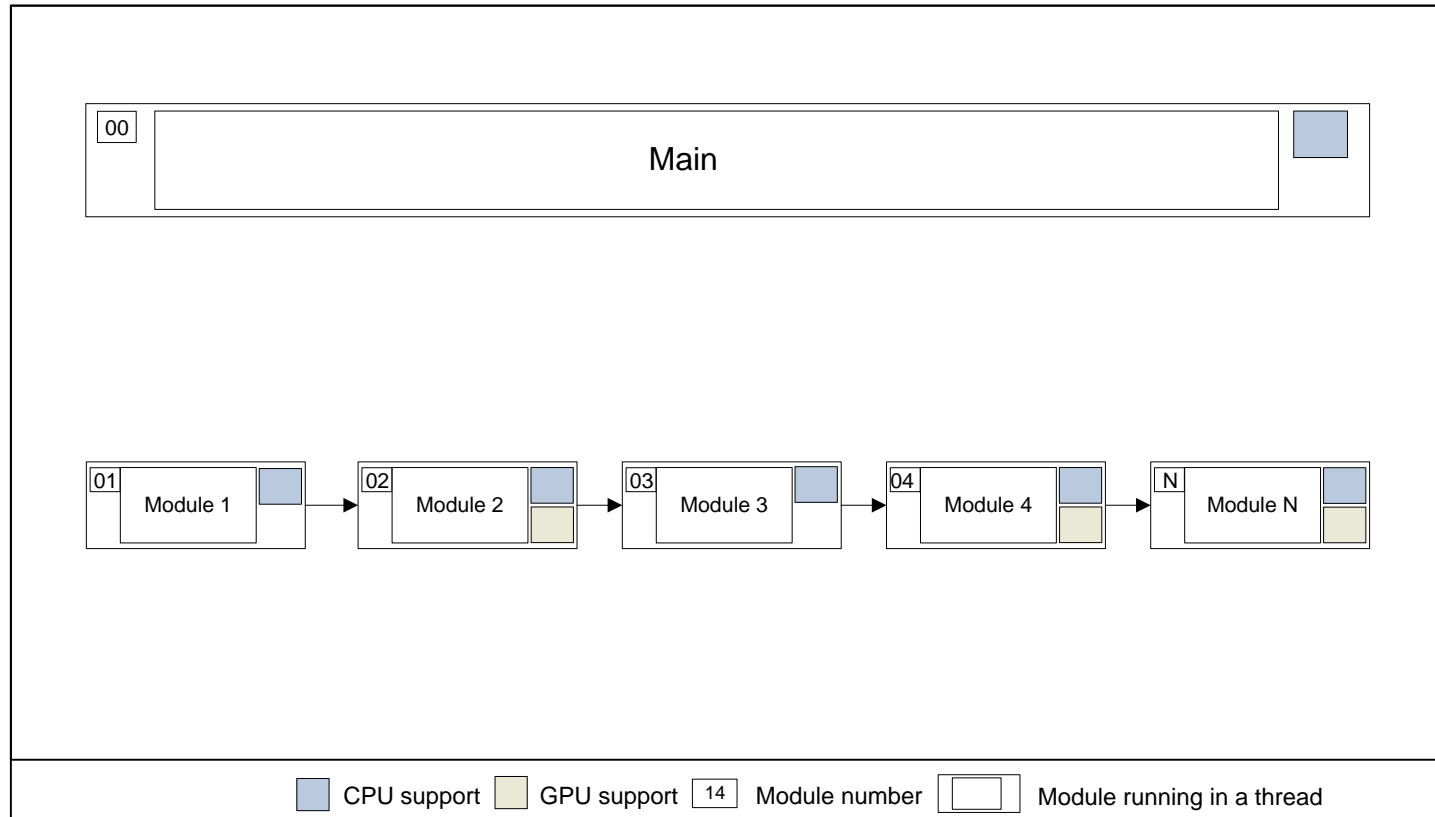 00
Main
01
Module 1
02
Module 2
03
Module 3
04
Module 4
N
Module N
CPU support
GPU support
14
Module number
Module running in a thread